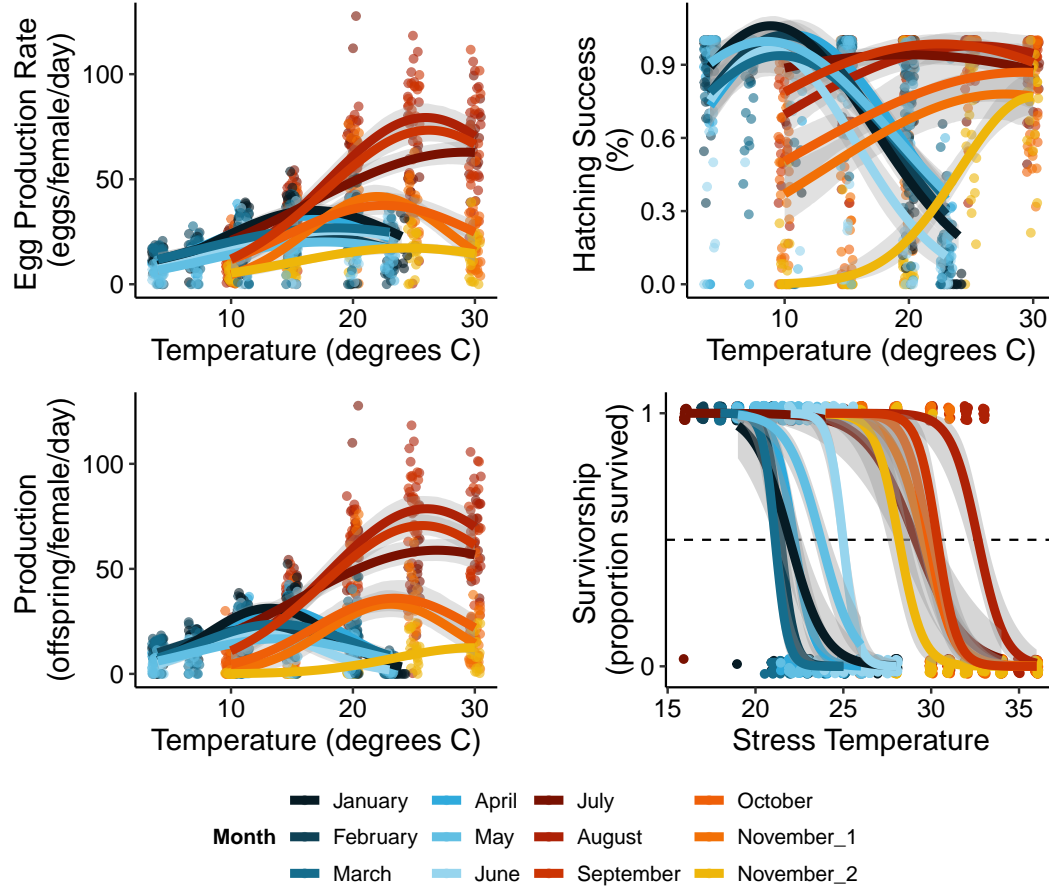 Egg Production Rate
(eggs/female/day)
100
50
0
10
20
30
Temperature (degrees C)
Hatching Success
(%)
0.9
0.6
0.3
0.0
10
20
30
Temperature (degrees C)
Production
(offspring/female/day)
100
50
0
10
20
30
Temperature (degrees C)
Survivorship
(proportion survived)
1
0
15
20
25
30
35
Stress Temperature
Month
January
February
March
April
May
June
July
August
September
October
November_1
November_2